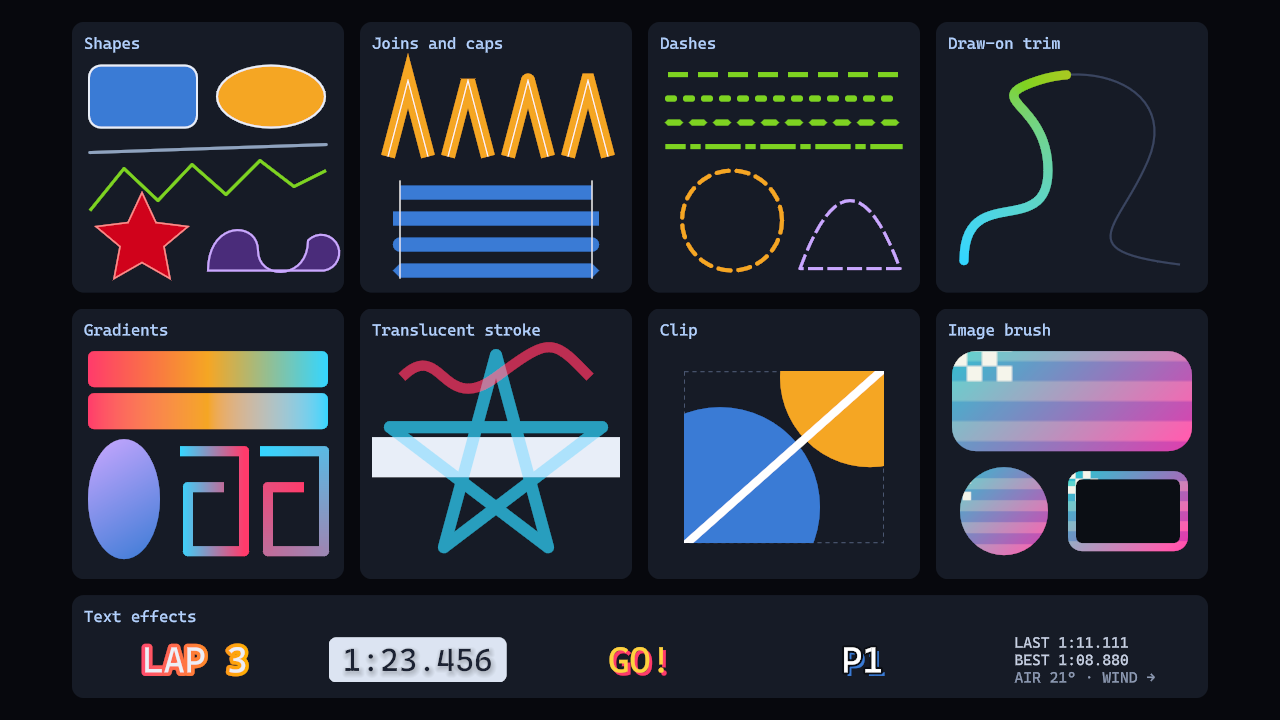 Shapes
Joins and caps
Dashes
Draw-on trim
Gradients
Translucent stroke
Clip
Image brush
Text effects
LAP 3
1:23.456
GO!
P1
LAST 1:11.111
BEST 1:08.880
AIR 21° · WIND →